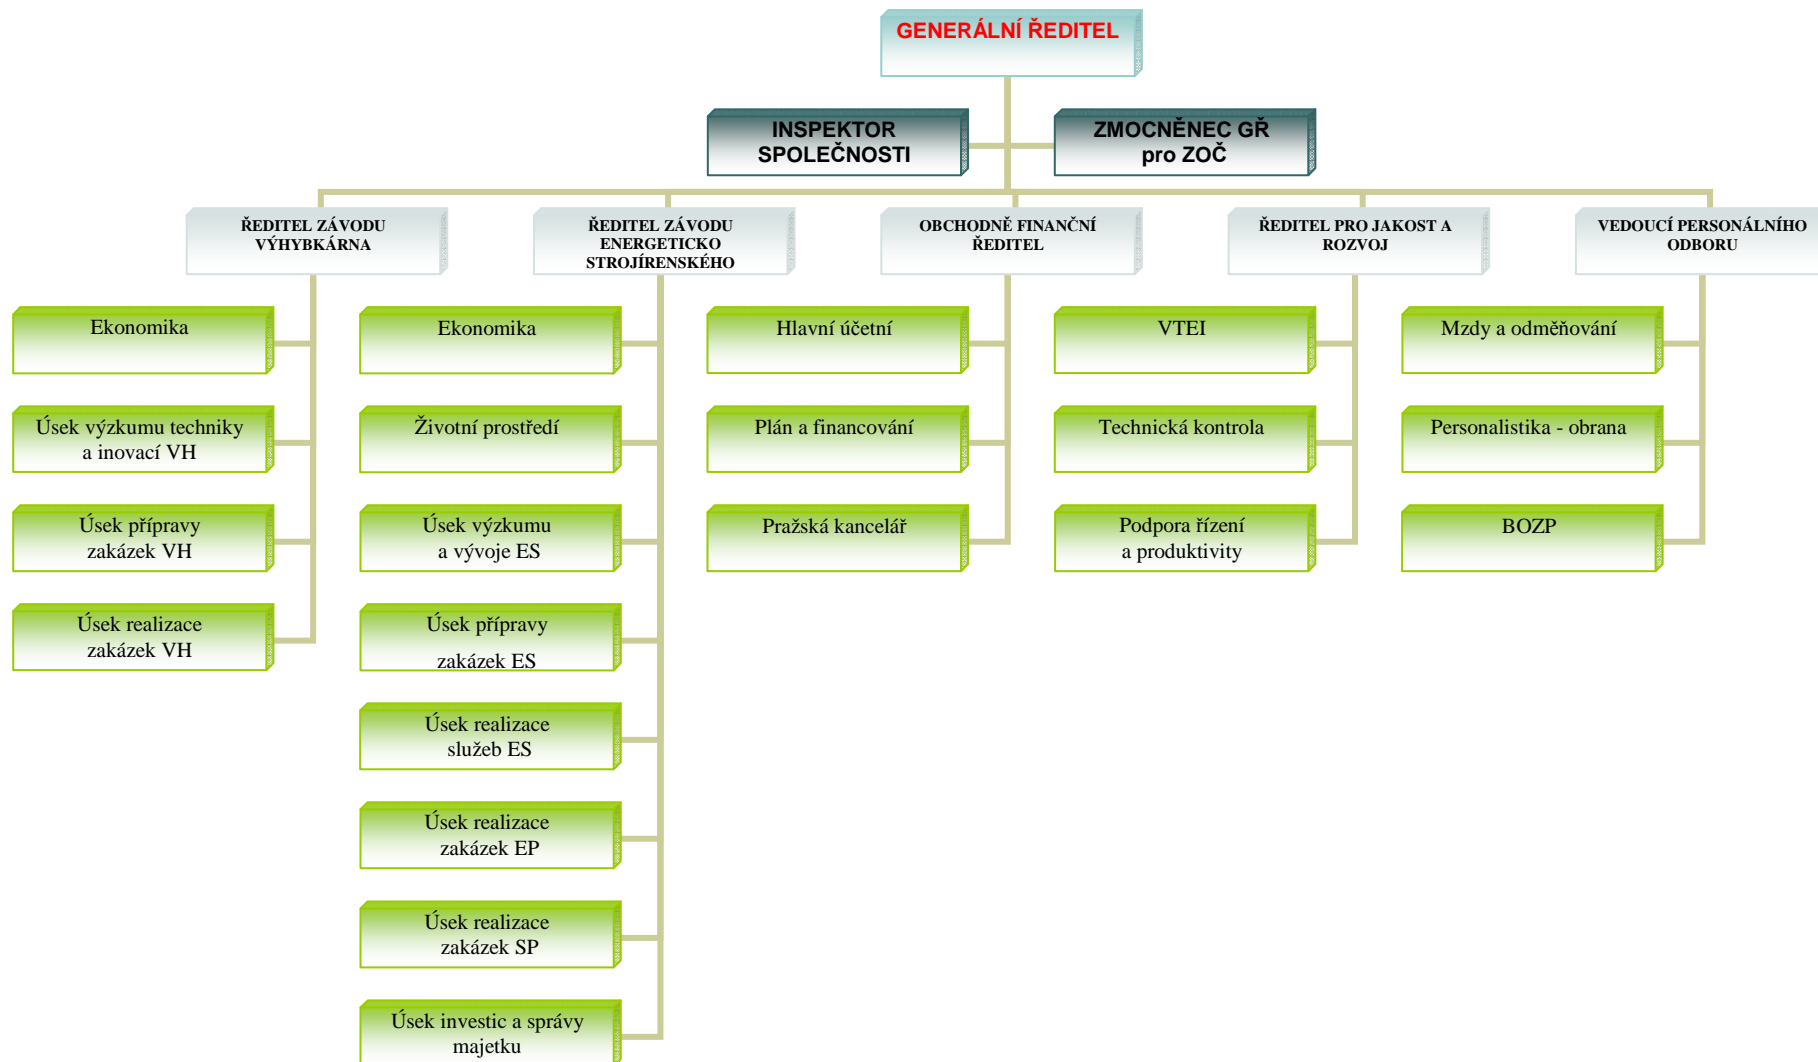 GENERÁLNÍ ŘEDITEL
INSPEKTOR
SPOLEČNOSTI
ZMOCNĚNEC GŘ
pro ZOČ
ŘEDITEL ZÁVODU
VÝHYBKÁRNA
ŘEDITEL ZÁVODU
ENERGETICKO
STROJÍRENSKÉHO
OBCHODNĚ FINANČNÍ
ŘEDITEL
ŘEDITEL PRO JAKOST A
ROZVOJ
VEDOUCÍ PERSONÁLNÍHO
ODBORU
Ekonomika
Úsek výzkumu techniky
a inovací VH
Úsek přípravy
zakázek VH
Úsek realizace
zakázek VH
Ekonomika
Životní prostředí
Úsek výzkumu
a vývoje ES
Úsek přípravy
zakázek ES
Úsek realizace
služeb ES
Úsek realizace
zakázek EP
Úsek realizace
zakázek SP
Úsek investic a správy
majetku
Hlavní účetní
Plán a financování
Pražská kancelář
VTEI
Technická kontrola
Podpora řízení
a produktivity
Mzdy a odměňování
Personalistika - obrana
BOZP